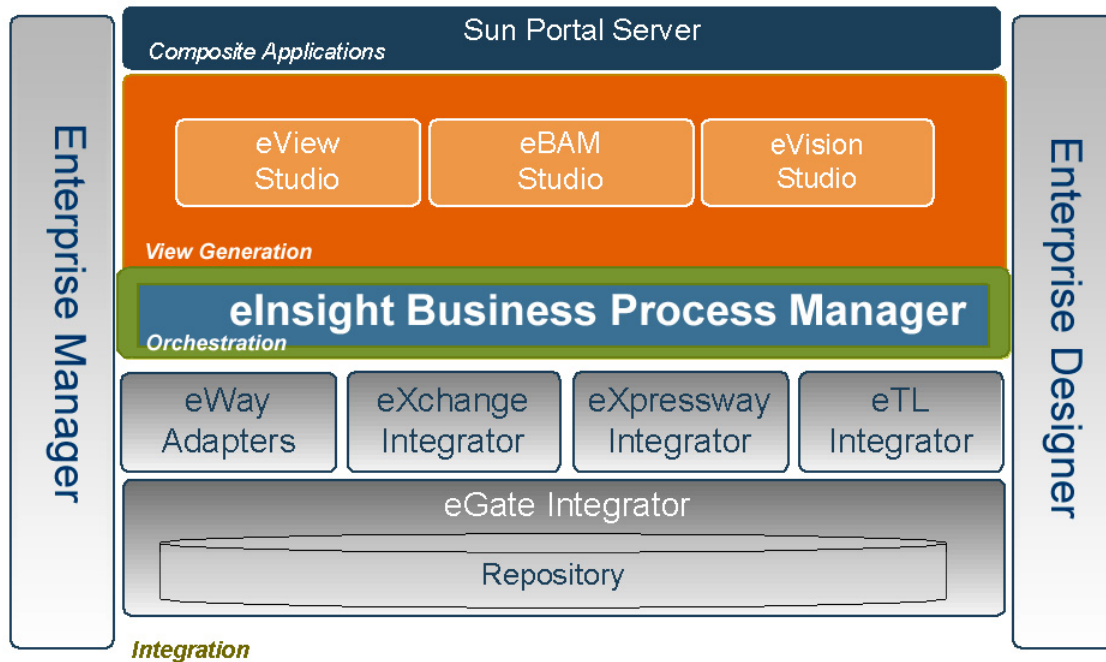 Enterprise Manager
Sun Portal Server
Composite Applications
eView
Studio
eBAM
Studio
eVision
Studio
View Generation
eInsight Business Process Manager
Orchestration
eWay
Adapters
eXchange
Integrator
eXpressway
Integrator
eTL
Integrator
eGate Integrator
Repository
Integration
Enterprise Designer